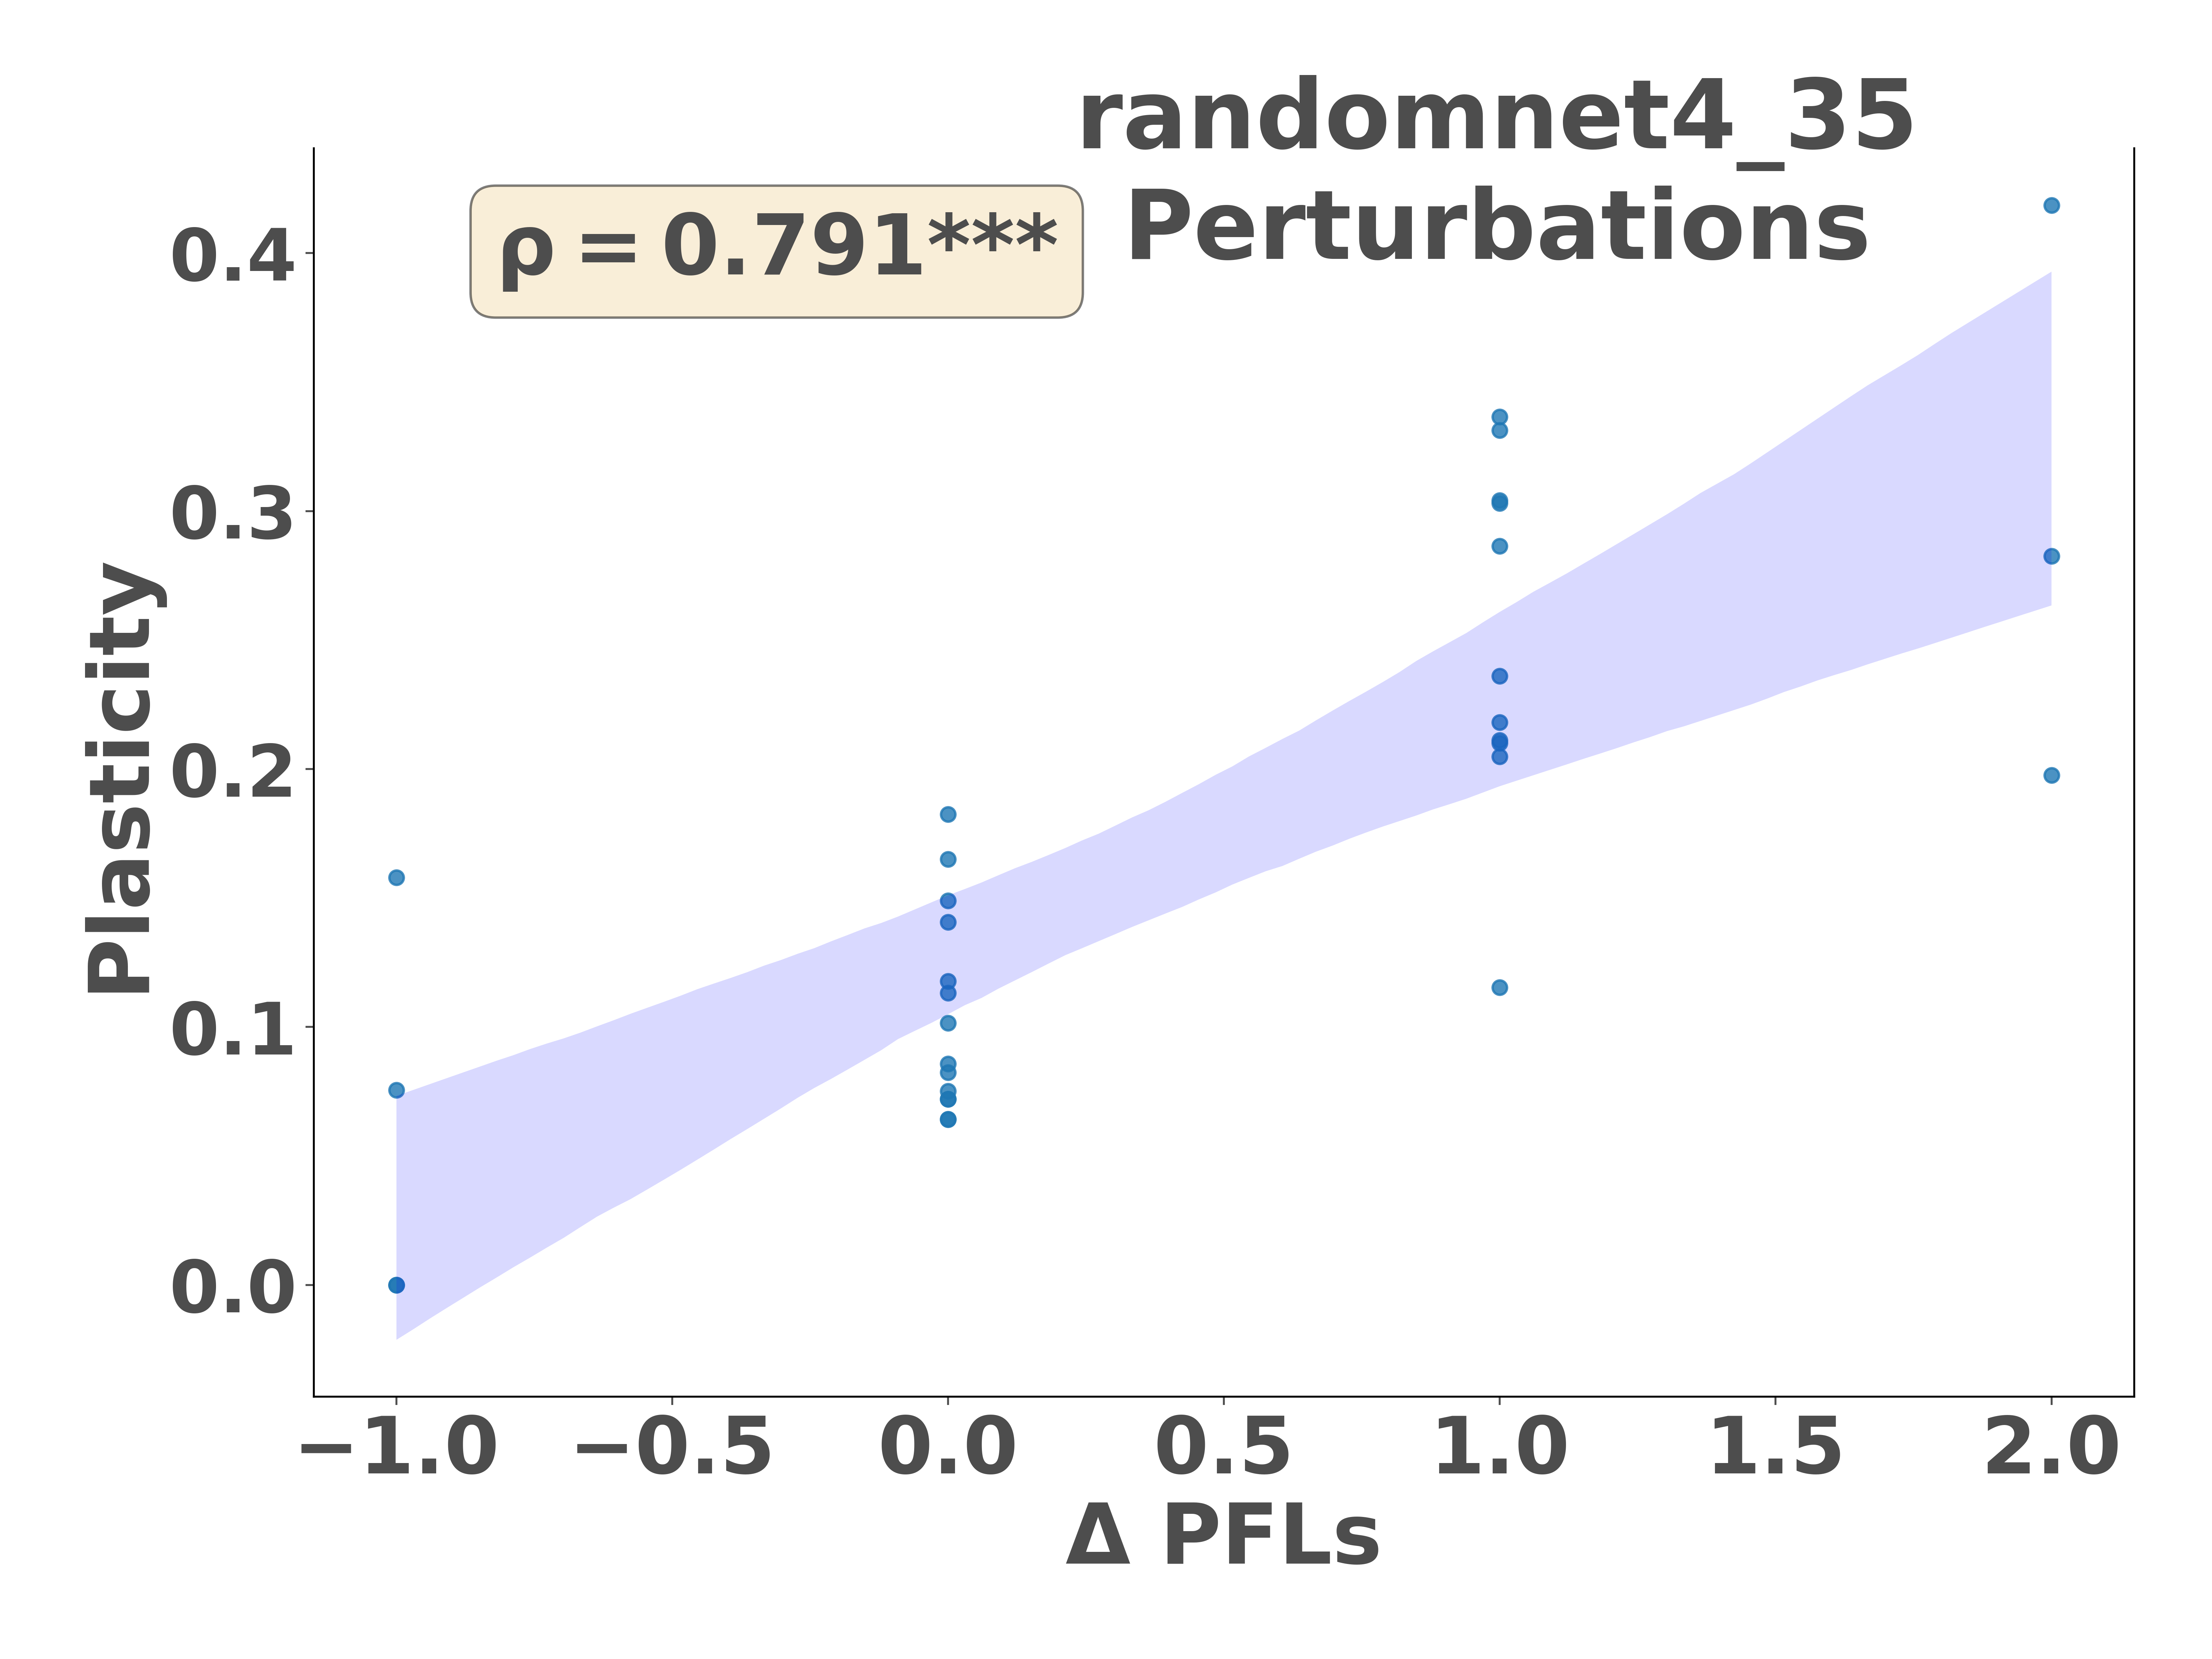 randomnet4_35
Perturbations
ρ = 0.791***
Plasticity
0.4
0.3
0.2
0.1
0.0
−1.0 −0.5 0.0 0.5 1.0 1.5 2.0
Δ PFLs